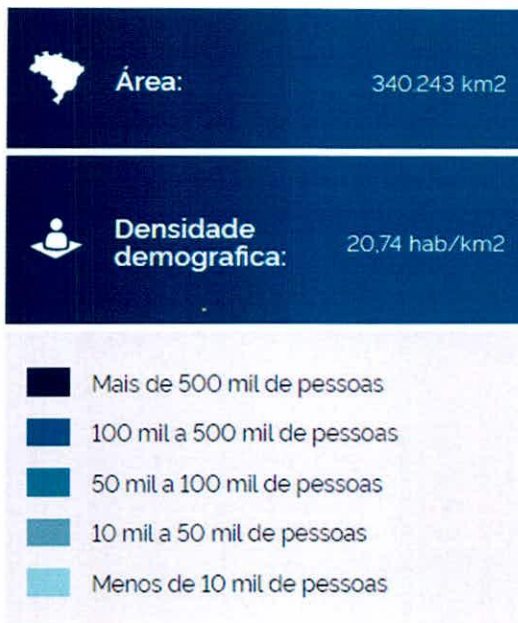 Área: 340.243 km2
Densidade
demografica: 20,74 hab/km2
Mais de 500 mil de pessoas
100 mil a 500 mil de pessoas
50 mil a 100 mil de pessoas
10 mil a 50 mil de pessoas
Menos de 10 mil de pessoas